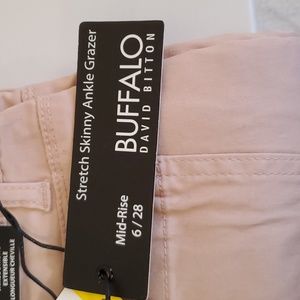 Stretch Skinny Ankle Grazer
BUFFALO
DAVID BITTON
Mid-Rise
6 / 28
EXTENSIBLE
LONGUEUR CHEVILLE